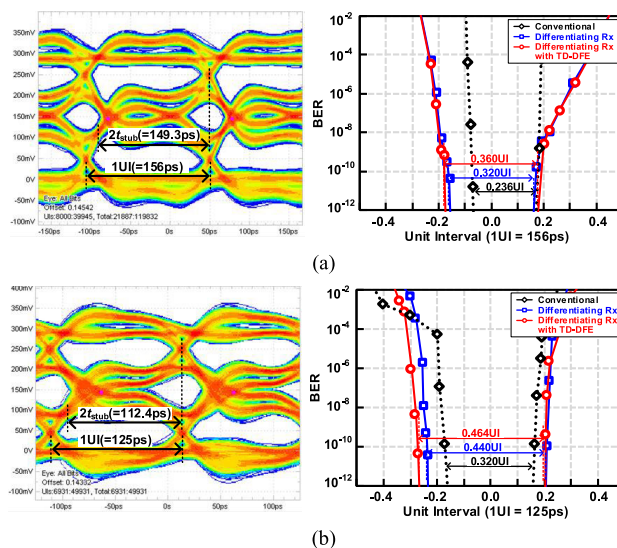 350mV
300mV
250mV
200mV
150mV
100mV
50mV
0V
-50mV
2tstub(=149.3ps)
1UI(=156ps)
Eye: All Bits
Offset: 0.14542
UIs:8000:39945, Total:21887:119832
-150ps -100ps -50ps 0ps 50ps 100ps 150ps
BER
10-2
10-4
10-6
10-8
10-10
10-12
Conventional
Differentiating Rx
Differentiating Rx
with TD-DFE
0.360UI
0.320UI
0.236UI
-0.4 -0.2 0.0 0.2 0.4
Unit Interval (1UI = 156ps)
(a)
400mV
350mV
300mV
250mV
200mV
150mV
100mV
50mV
0V
-50mV
-100mV
2tstub(=112.4ps)
1UI(=125ps)
Eye: All Bits
Offset: 0.14392
UIs:6931:49931, Total:6931:49931
-100ps -50ps 0ps 50ps 100ps
BER
10-2
10-4
10-6
10-8
10-10
10-12
Conventional
Differentiating Rx
Differentiating Rx
with TD-DFE
0.464UI
0.440UI
0.320UI
-0.4 -0.2 0.0 0.2 0.4
Unit Interval (1UI = 125ps)
(b)